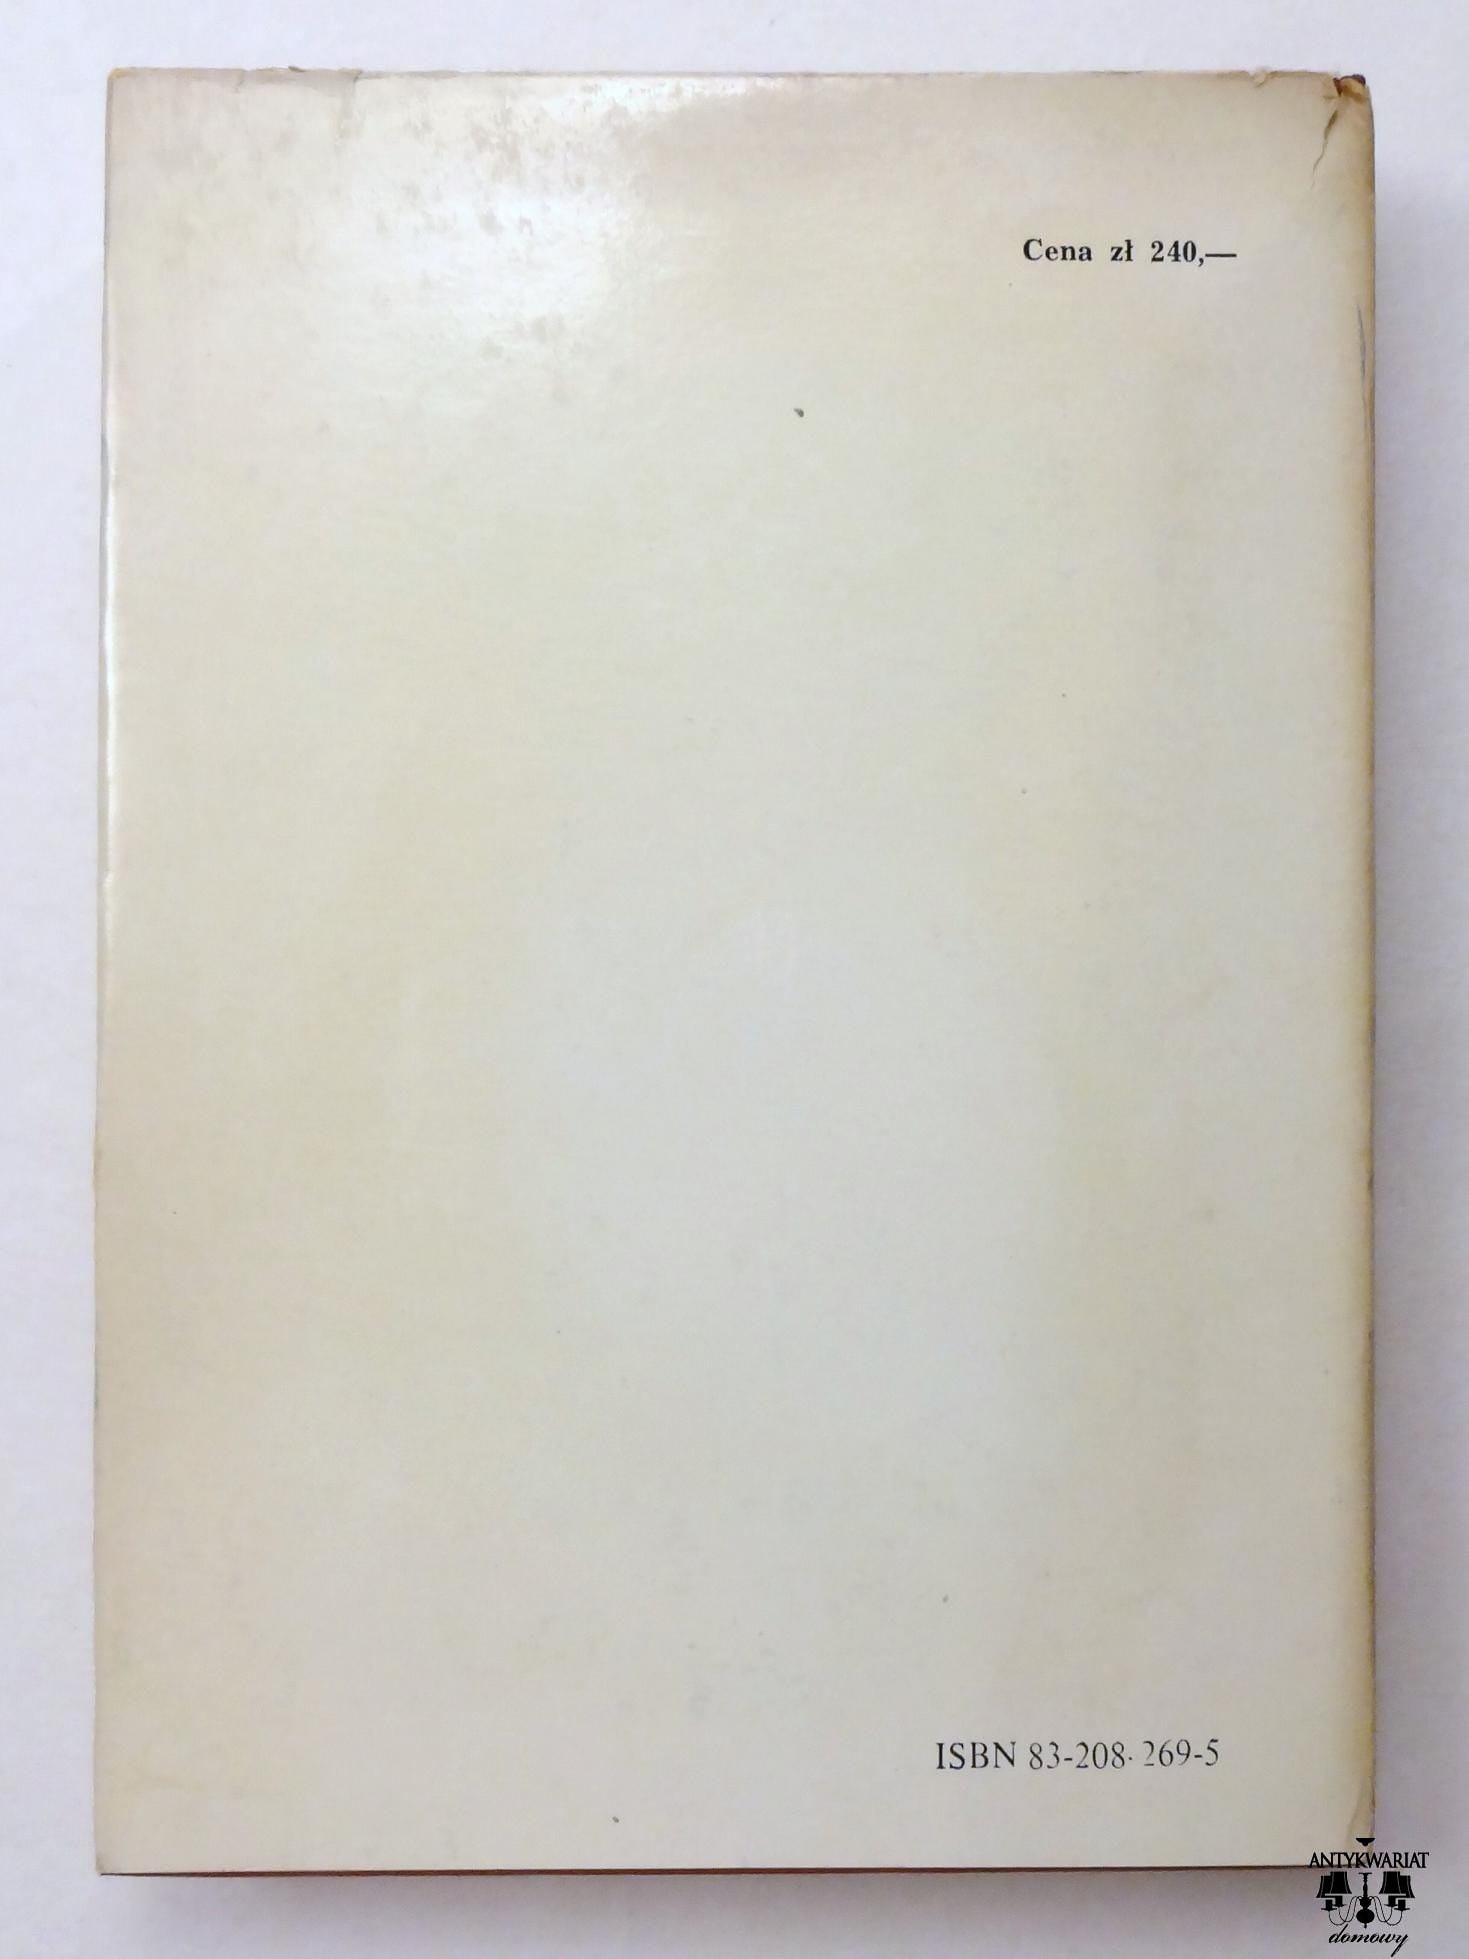 Cena zł 240,—
ISBN 83-208- 269-5
ANTYKWARIAT
domowy